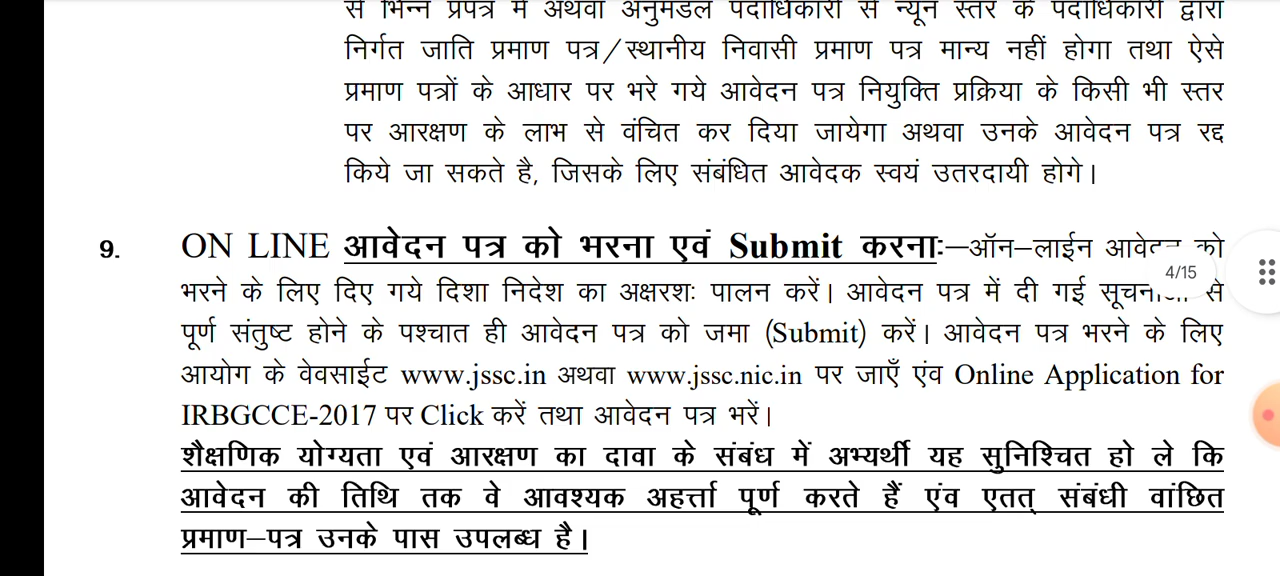 से भिन्न प्रपत्र में अथवा अनुमंडल पदाधिकारी से न्यून स्तर के पदाधिकारी द्वारा
निर्गत जाति प्रमाण पत्र/स्थानीय निवासी प्रमाण पत्र मान्य नहीं होगा तथा ऐसे
प्रमाण पत्रों के आधार पर भरे गये आवेदन पत्र नियुक्ति प्रक्रिया के किसी भी स्तर
पर आरक्षण के लाभ से वंचित कर दिया जायेगा अथवा उनके आवेदन पत्र रद्द
किये जा सकते है, जिसके लिए संबंधित आवेदक स्वयं उतरदायी होगे।
9. ON LINE आवेदन पत्र को भरना एवं Submit करनाः–ऑन–लाईन आवेदन को
4/15
भरने के लिए दिए गये दिशा निदेश का अक्षरशः पालन करें। आवेदन पत्र में दी गई सूचनाओं से
पूर्ण संतुष्ट होने के पश्चात ही आवेदन पत्र को जमा (Submit) करें। आवेदन पत्र भरने के लिए
आयोग के वेवसाईट www.jssc.in अथवा www.jssc.nic.in पर जाएँ एंव Online Application for
IRBGCCE-2017 पर Click करें तथा आवेदन पत्र भरें।
शैक्षणिक योग्यता एवं आरक्षण का दावा के संबंध में अभ्यर्थी यह सुनिश्चित हो ले कि
आवेदन की तिथि तक वे आवश्यक अहर्त्ता पूर्ण करते हैं एंव एतत् संबंधी वांछित
प्रमाण–पत्र उनके पास उपलब्ध है।